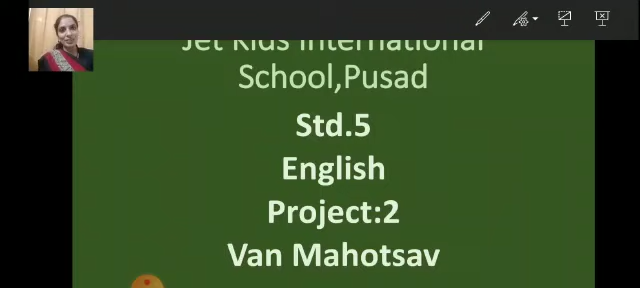 Jet Kids International
School,Pusad
Std.5
English
Project:2
Van Mahotsav